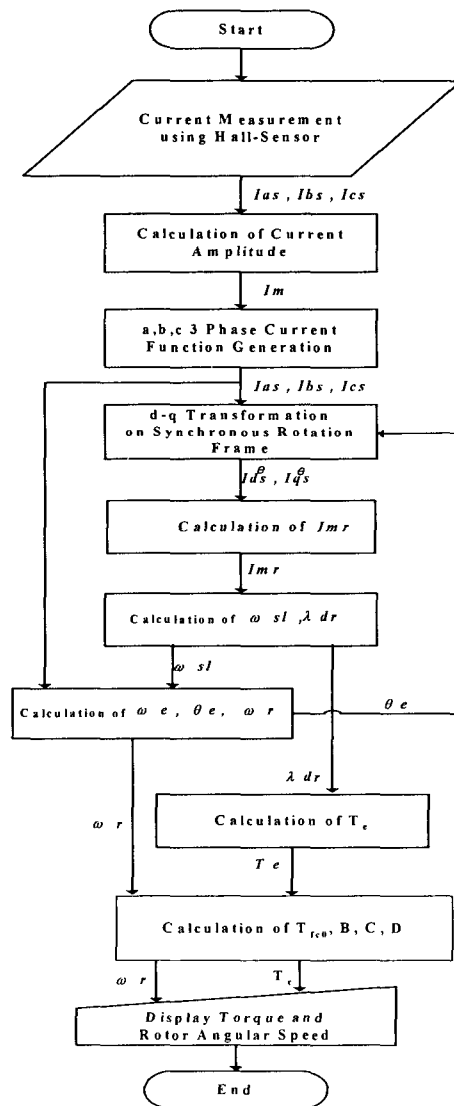 Start
Current Measurement
using Hall-Sensor
Ias , Ibs , Ics
Calculation of Current
Amplitude
Im
a,b,c 3 Phase Current
Function Generation
Ias, Ibs, Ics
d-q Transformation
on Synchronous Rotation
Frame
Ids^e , Iqs^e
Calculation of Imr
Imr
Calculation of ω sl ,λ dr
ω sl
Calculation of ω e , θ e, ω r
θ e
λ dr
ω r
Calculation of Te
T e
Calculation of Tfc0, B, C, D
ω r
Te
Display Torque and
Rotor Angular Speed
End